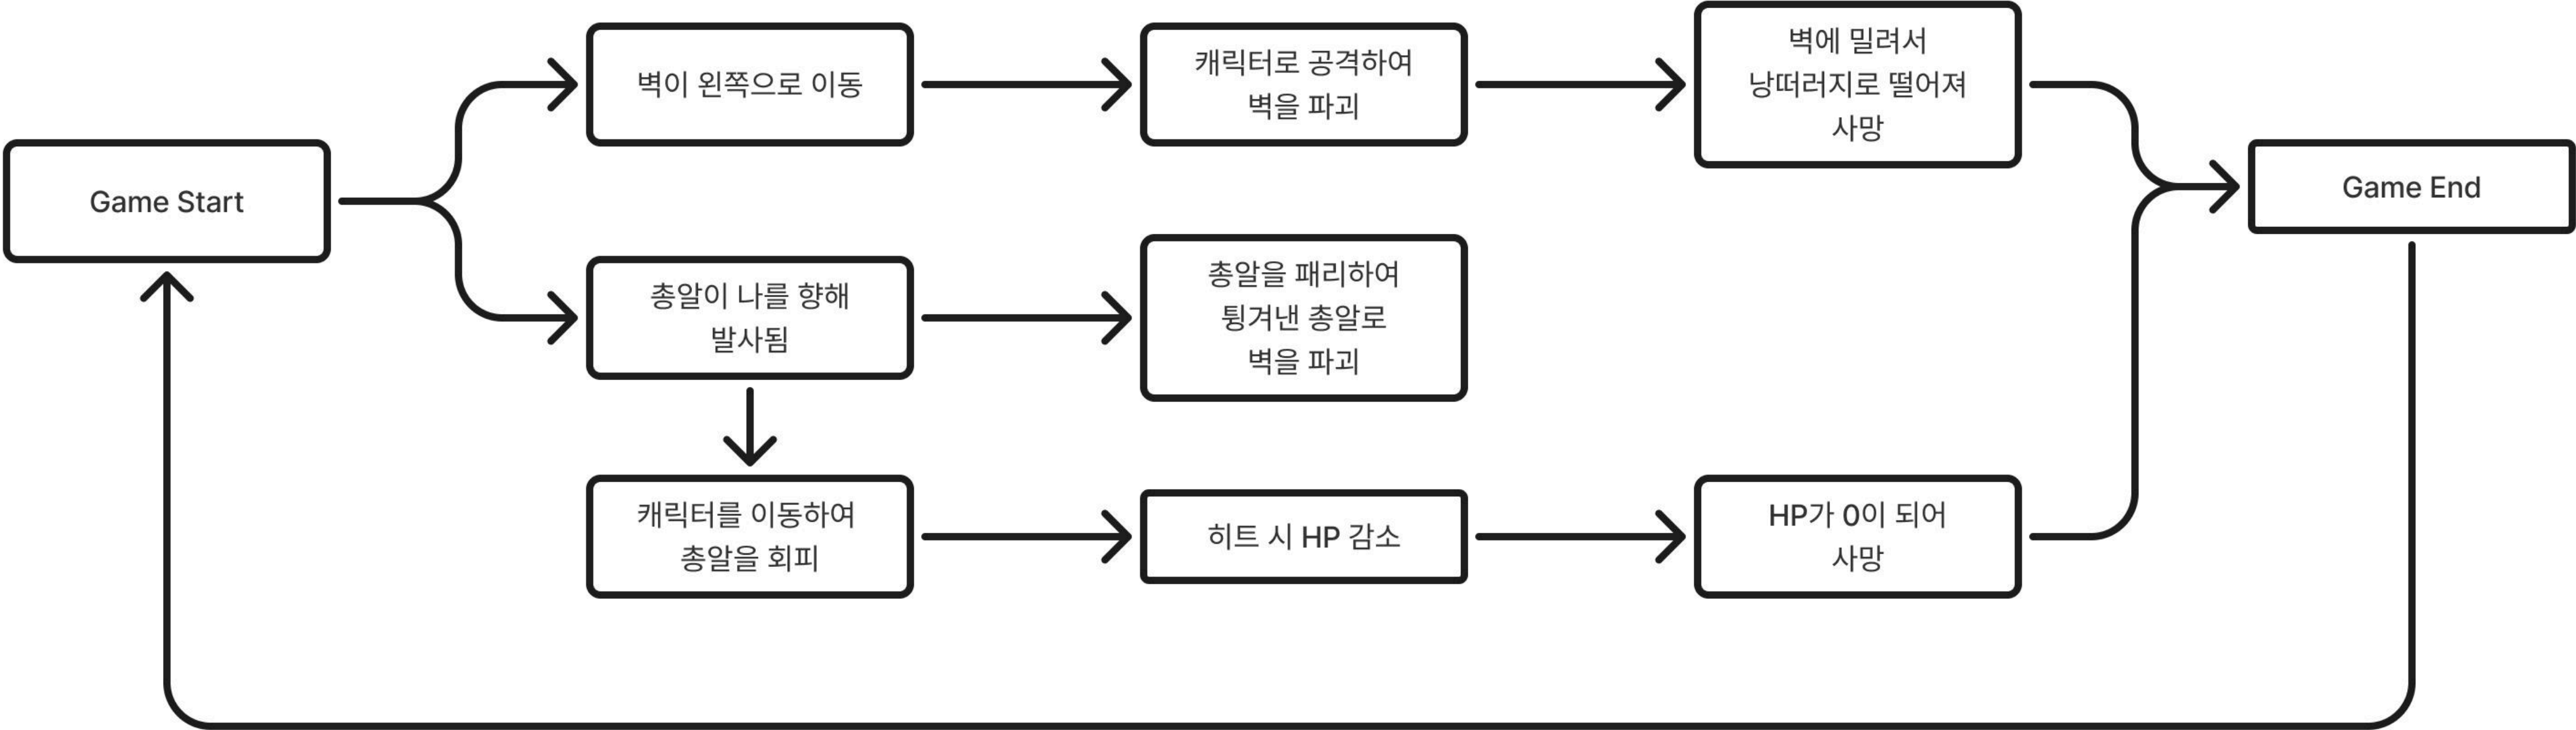 Game Start
벽이 왼쪽으로 이동
캐릭터로 공격하여
벽을 파괴
벽에 밀려서
낭떠러지로 떨어져
사망
총알이 나를 향해
발사됨
총알을 패리하여
튕겨낸 총알로
벽을 파괴
캐릭터를 이동하여
총알을 회피
히트 시 HP 감소
HP가 0이 되어
사망
Game End